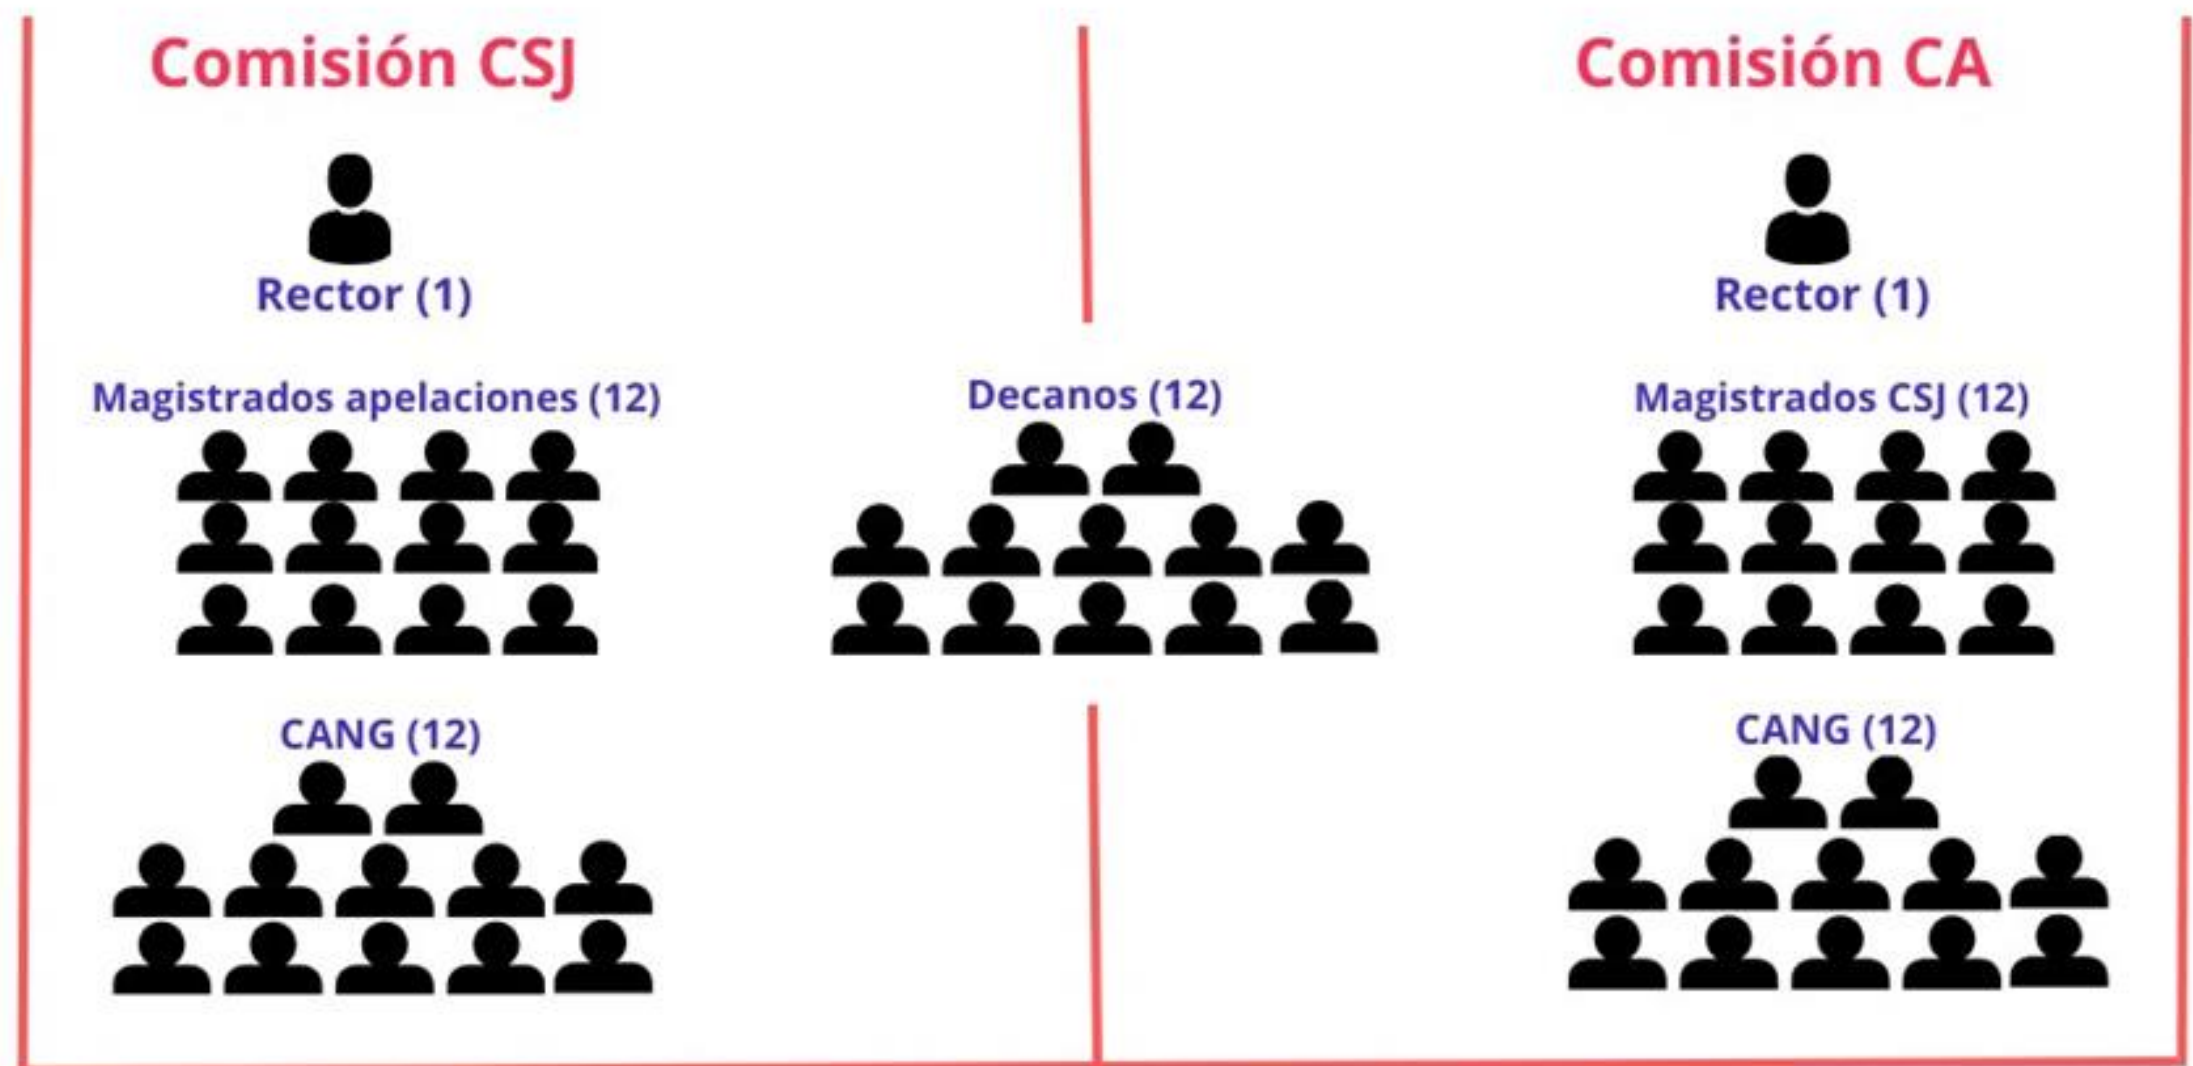 Comisión CSJ
Rector (1)
Magistrados apelaciones (12)
CANG (12)
Decanos (12)
Comisión CA
Rector (1)
Magistrados CSJ (12)
CANG (12)